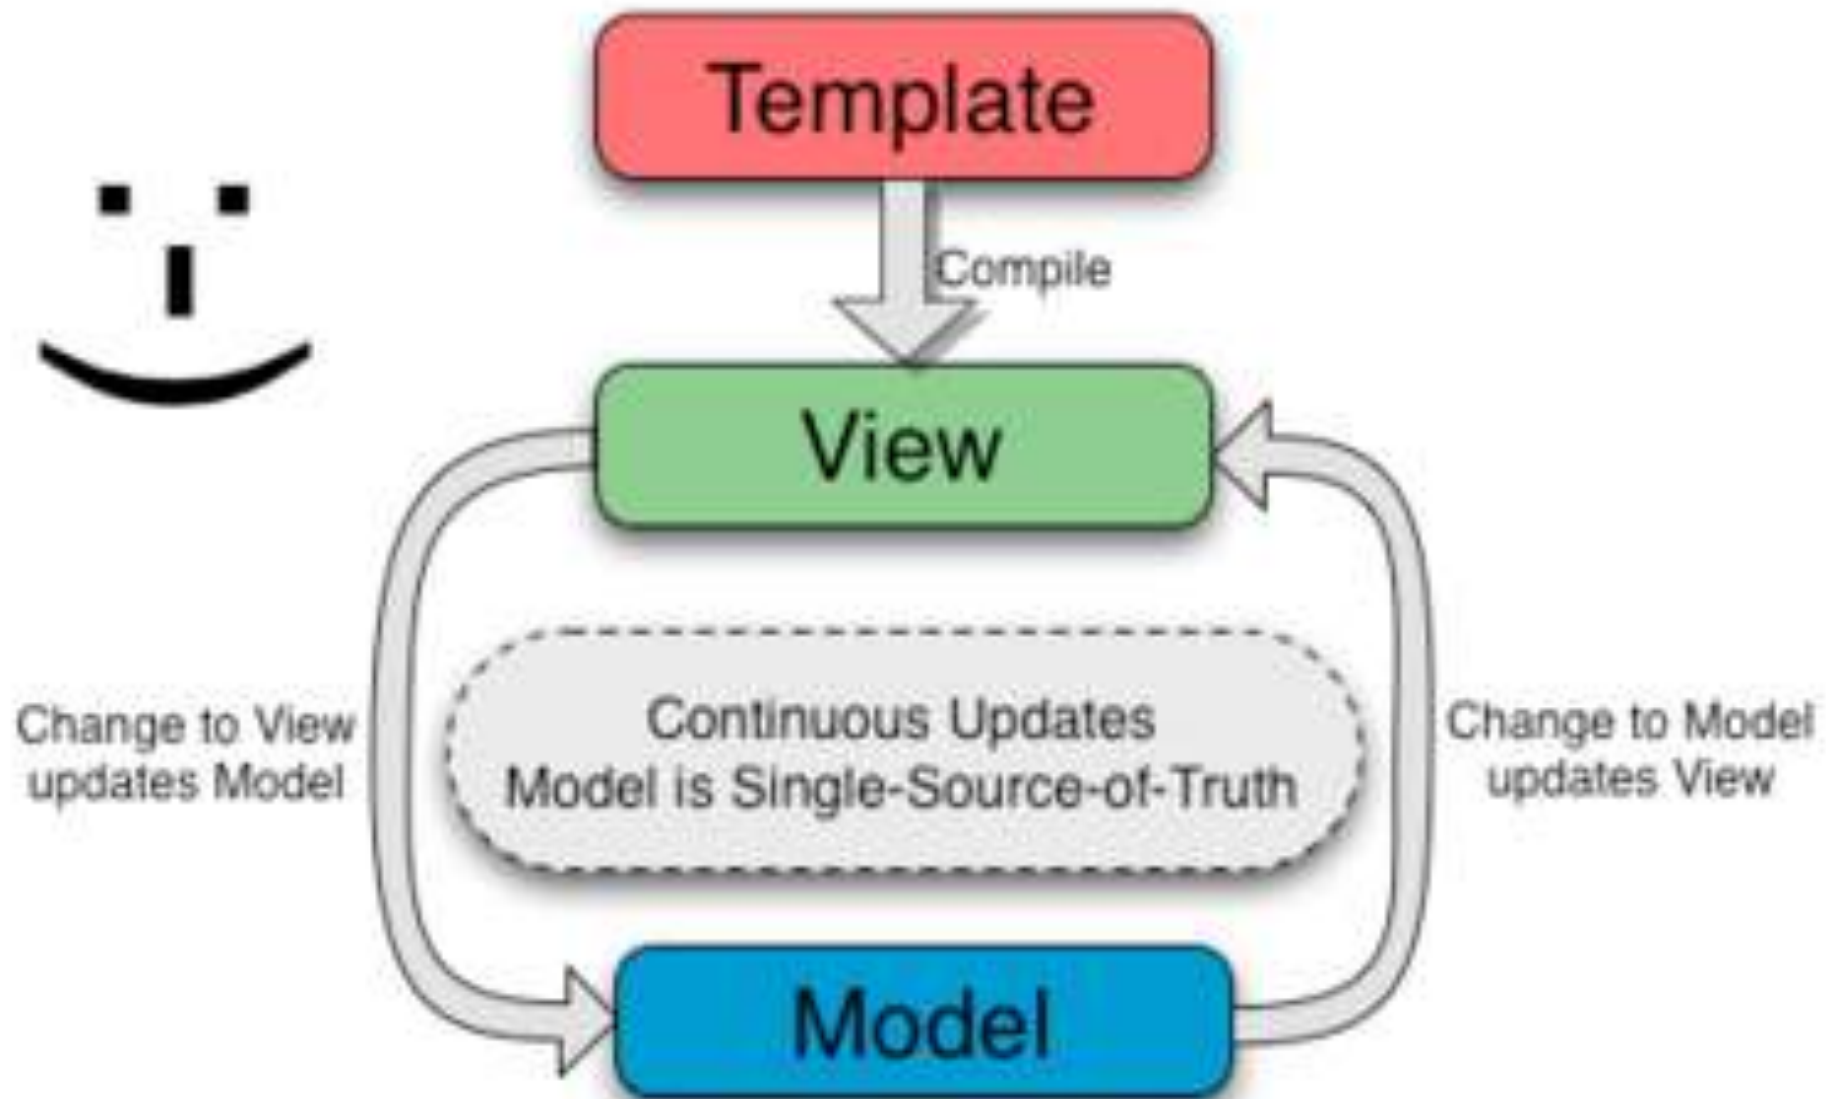 Template
Compile
View
Change to View
updates Model
Continuous Updates
Model is Single-Source-of-Truth
Change to Model
updates View
Model